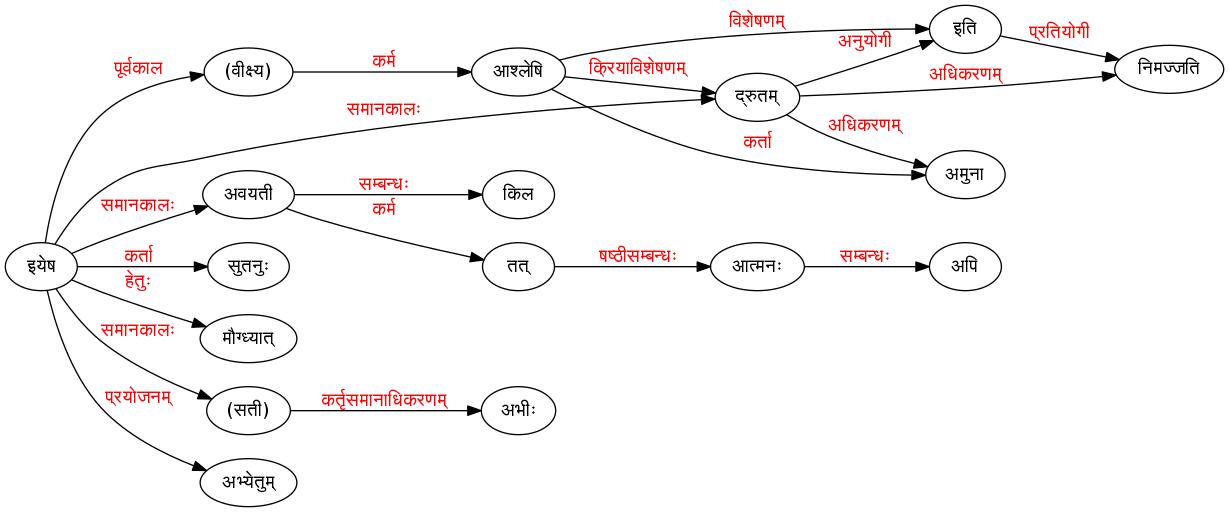 विशेषणम्
इति
प्रतियोगी
अनुयोगी
पूर्वकाल
(वीक्ष्य)
कर्म
आश्लेषि
क्रियाविशेषणम्
अधिकरणम्
निमज्जति
द्रुतम्
समानकालः
अधिकरणम्
कर्ता
अमुना
समानकालः
अवयती
सम्बन्धः
किल
कर्म
इयेष
कर्ता
सुतनुः
तत्
षष्ठीसम्बन्धः
आत्मनः
सम्बन्धः
अपि
हेतुः
मौग्ध्यात्
समानकालः
प्रयोजनम्
(सती)
कर्तृसमानाधिकरणम्
अभीः
अभ्येतुम्